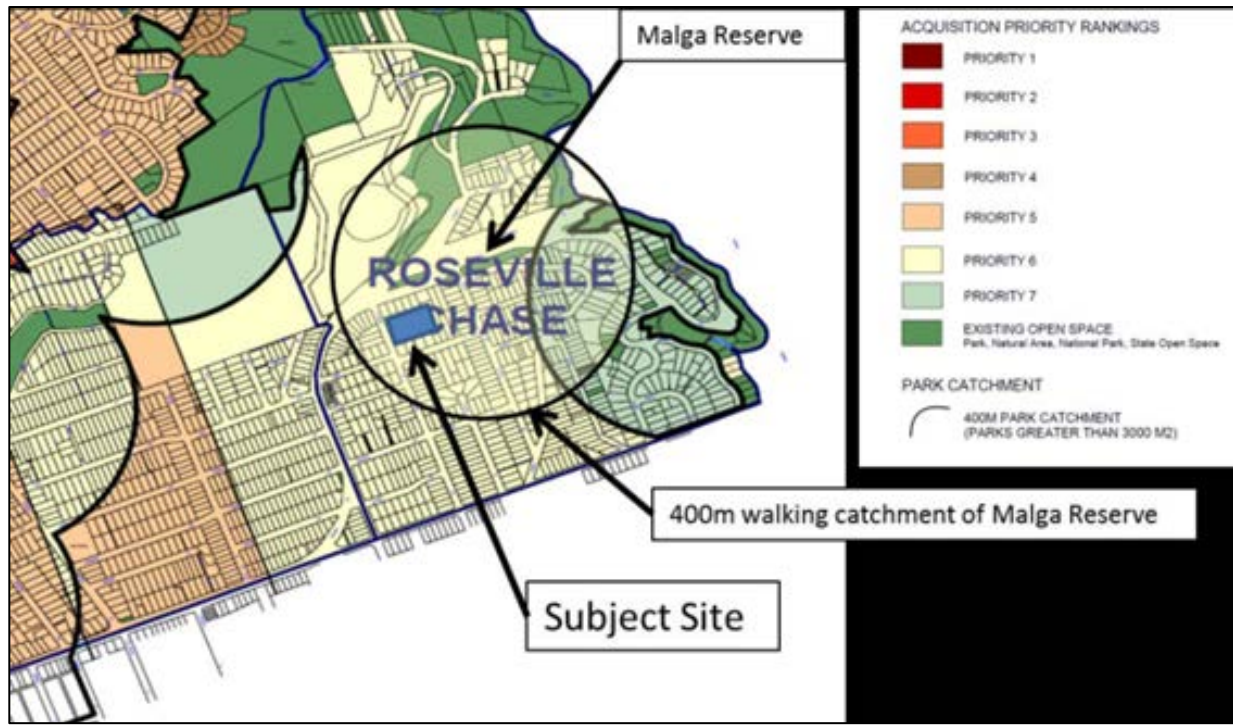 Malga Reserve
ROSEVILLE
CHASE
400m walking catchment of Malga Reserve
Subject Site
ACQUISITION PRIORITY RANKINGS
PRIORITY 1
PRIORITY 2
PRIORITY 3
PRIORITY 4
PRIORITY 5
PRIORITY 6
PRIORITY 7
EXISTING OPEN SPACE
Park, Natural Area, National Park, State Open Space
PARK CATCHMENT
400M PARK CATCHMENT
(PARKS GREATER THAN 3000 M2)